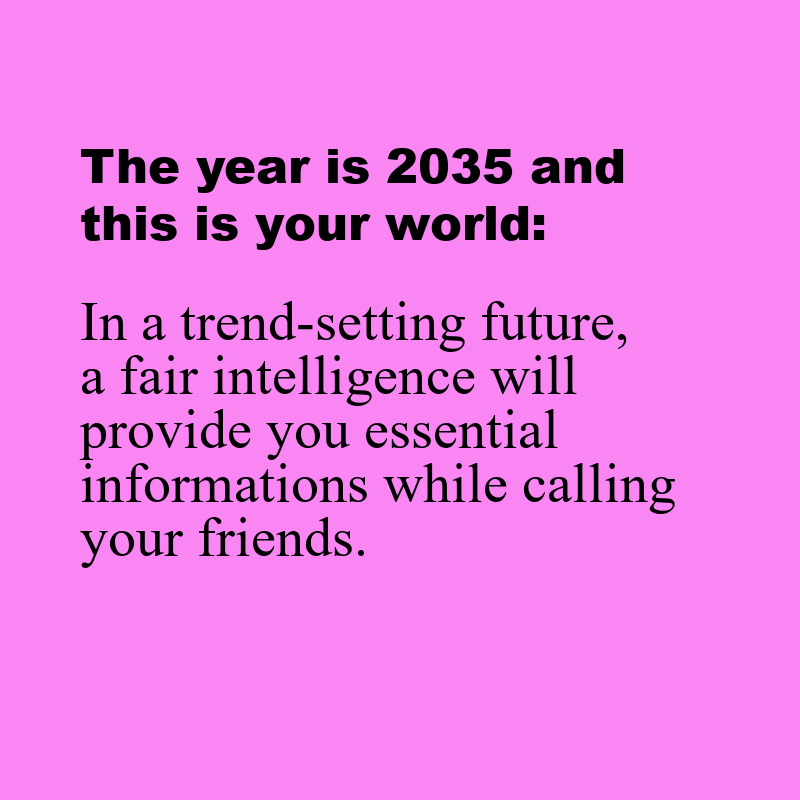 The year is 2035 and
this is your world:
In a trend-setting future,
a fair intelligence will
provide you essential
informations while calling
your friends.